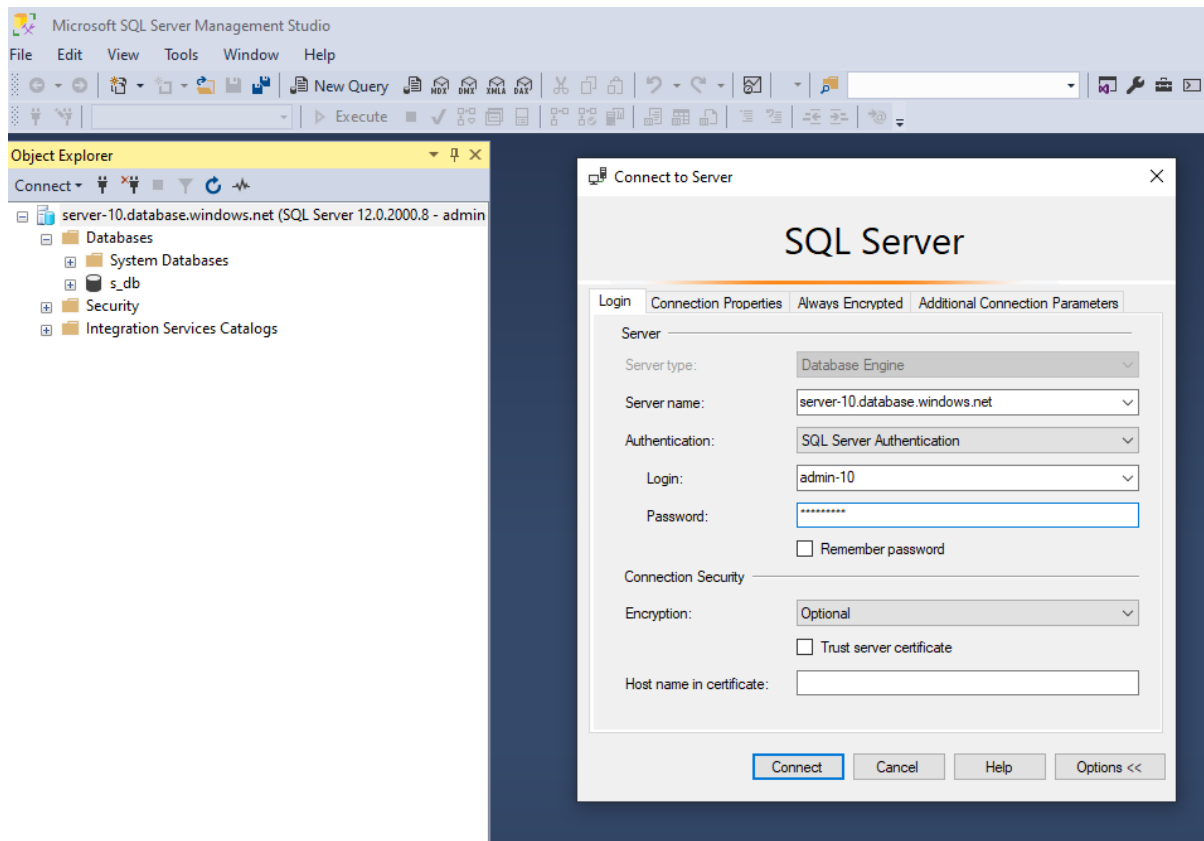 Microsoft SQL Server Management Studio
File Edit View Tools Window Help
New Query MDX DMX XMLA DAX
Execute
Object Explorer
Connect
server-10.database.windows.net (SQL Server 12.0.2000.8 - admin
Databases
System Databases
s_db
Security
Integration Services Catalogs
Connect to Server
SQL Server
Login Connection Properties Always Encrypted Additional Connection Parameters
Server
Server type: Database Engine
Server name: server-10.database.windows.net
Authentication: SQL Server Authentication
Login: admin-10
Password: *********
Remember password
Connection Security
Encryption: Optional
Trust server certificate
Host name in certificate:
Connect Cancel Help Options <<